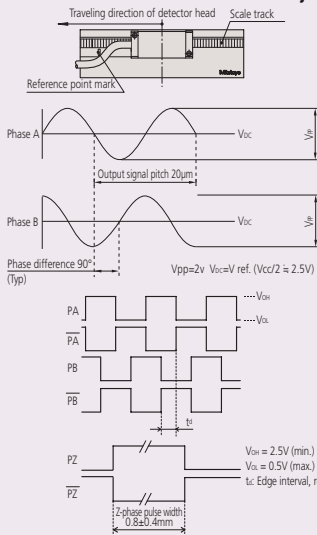 Traveling direction of detector head
Scale track
Reference point mark
Mitutoyo
Phase A
VDC
VPP
Output signal pitch 20µm
Phase B
VDC
VPP
Phase difference 90°
(Typ)
Vpp=2v VDC=V ref. (Vcc/2 ≒ 2.5V)
PA
VOH
PA
VOL
PB
PB
td
PZ
PZ
VOH = 2.5V (min.)
VOL = 0.5V (max.)
td: Edge interval,
Z-phase pulse width
0.8±0.4mm